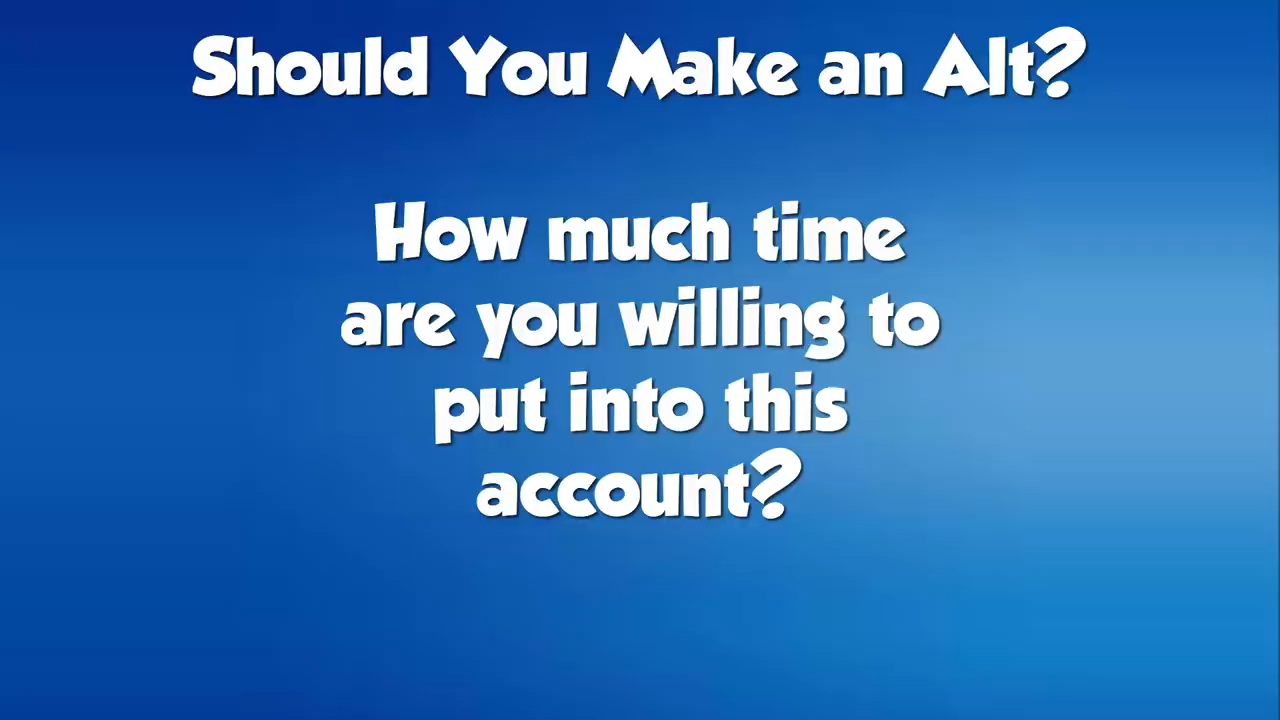 Should You Make an Alt?
How much time
are you willing to
put into this
account?